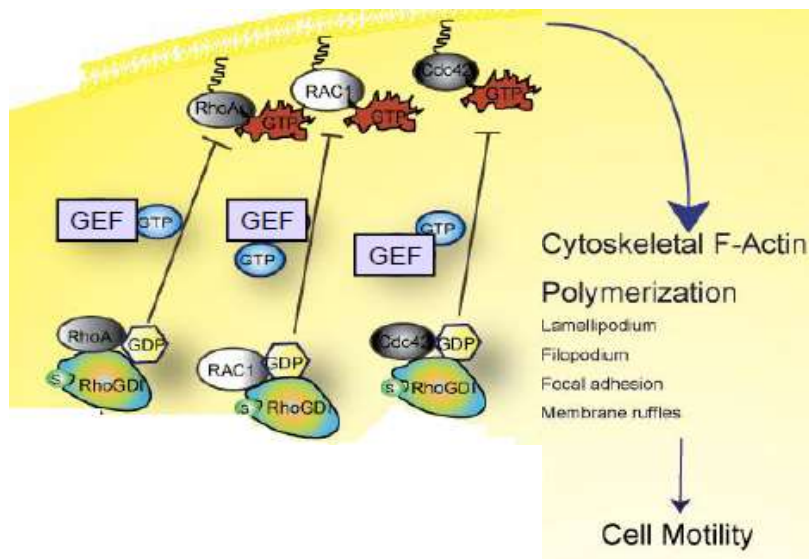 Cdc42
GTP
RAC1
GTP
RhoA
GTP
GEF
GTP
GEF
GTP
GEF
GTP
RhoA
GDP
S
RhoGDI
RAC1
GDP
S
RhoGDI
Cdc42
GDP
S
RhoGDI
Cytoskeletal F-Actin
Polymerization
Lamellipodium
Filopodium
Focal adhesion
Membrane ruffles
Cell Motility